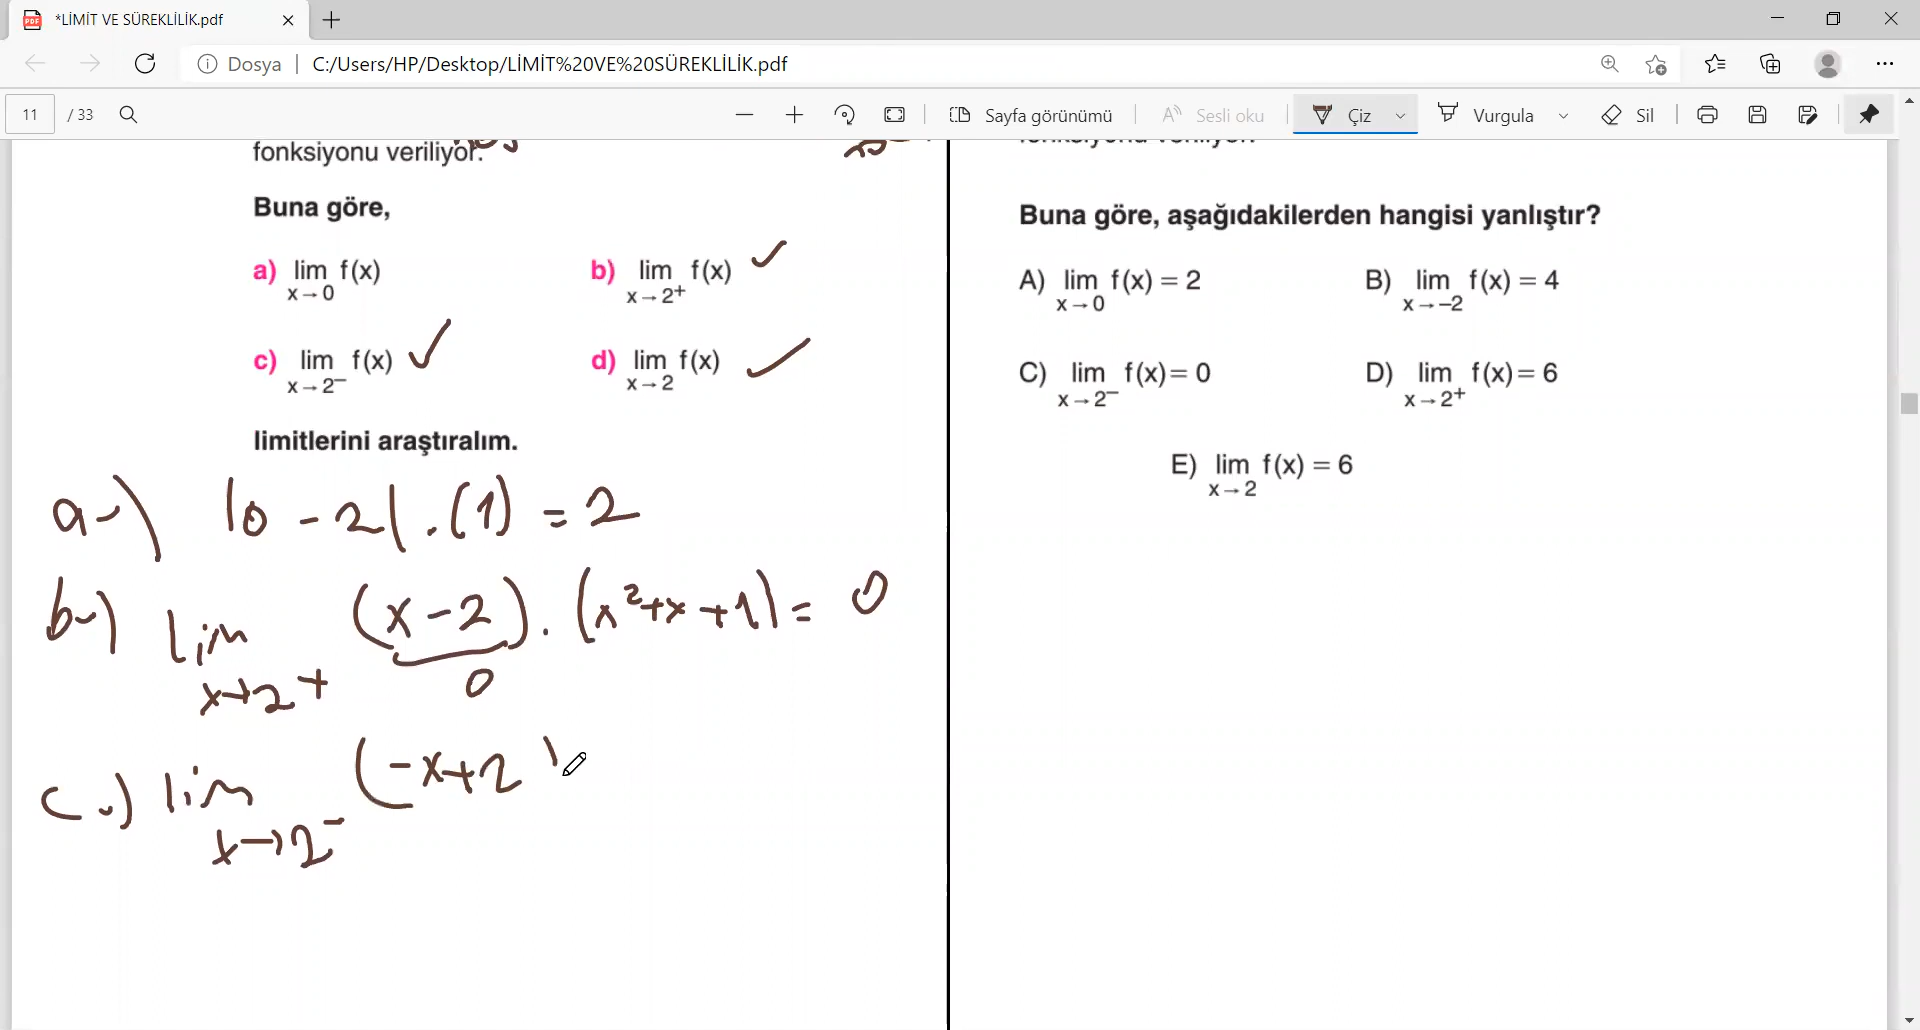 *LİMİT VE SÜREKLİLİK.pdf
Dosya | C:/Users/HP/Desktop/LİMİT%20VE%20SÜREKLİLİK.pdf
11 / 33 Sayfa görünümü Sesli oku Çiz Vurgula Sil
fonksiyonu veriliyor.
Buna göre,
a) lim x→0 f(x)
b) lim x→2⁺ f(x) ✓
c) lim x→2⁻ f(x) ✓
d) lim x→2 f(x) ✓
limitlerini araştıralım.
a-) |0 - 2| . (1) = 2
b-) lim x→2+ (x - 2) . (x² + x + 1) = 0
0
c-) lim x→2⁻ (-x+2)
Buna göre, aşağıdakilerden hangisi yanlıştır?
A) lim x→0 f(x) = 2
B) lim x→-2 f(x) = 4
C) lim x→2⁻ f(x) = 0
D) lim x→2⁺ f(x) = 6
E) lim x→2 f(x) = 6